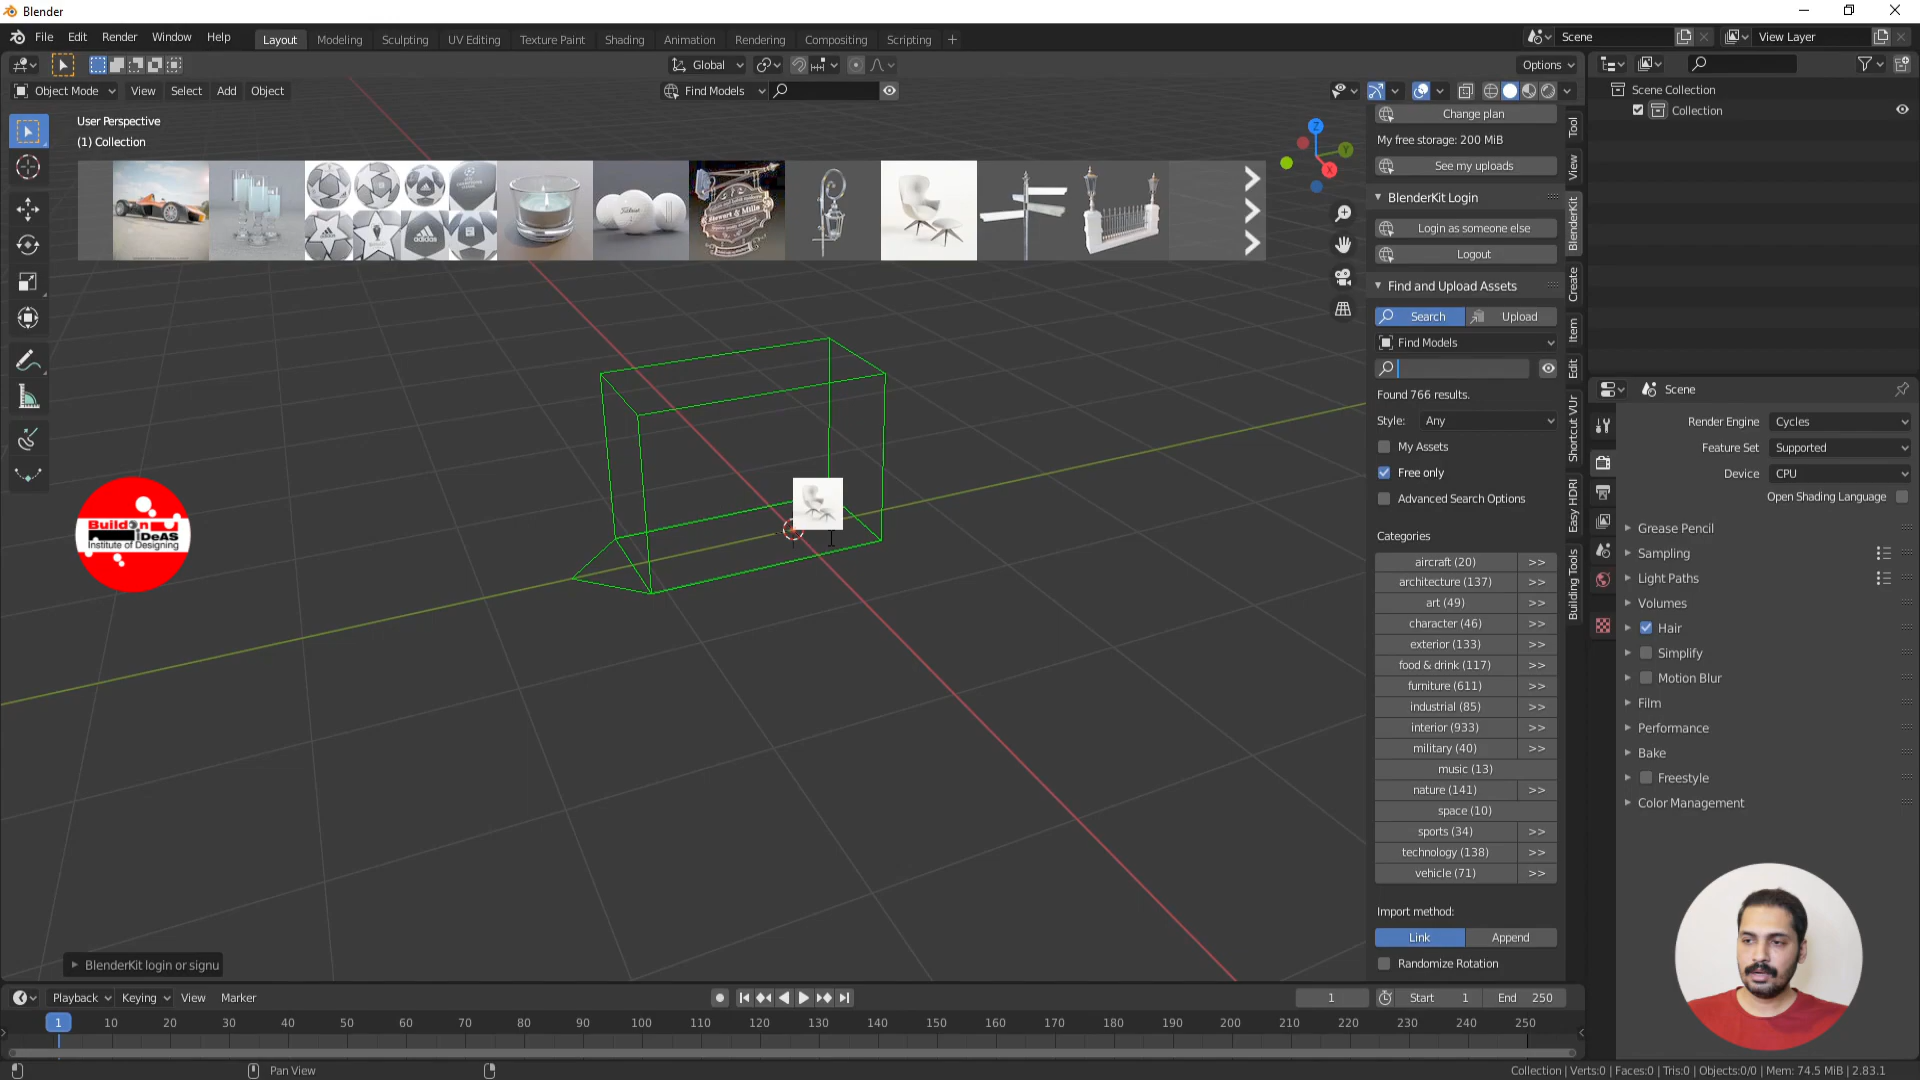 Blender
File Edit Render Window Help
Layout Modeling Sculpting UV Editing Texture Paint Shading Animation Rendering Compositing Scripting +
Scene
View Layer
Global
Options
Object Mode View Select Add Object
Find Models
User Perspective
(1) Collection
Scene Collection
Collection
Change plan
My free storage: 200 MiB
See my uploads
BlenderKit Login
Login as someone else
Logout
Find and Upload Assets
Search Upload
Find Models
Found 766 results.
Style: Any
My Assets
Free only
Advanced Search Options
Categories
aircraft (20) >>
architecture (137) >>
art (49) >>
character (46) >>
exterior (133) >>
food & drink (117) >>
furniture (611) >>
industrial (85) >>
interior (933) >>
military (40) >>
music (13)
nature (141) >>
space (10)
sports (34) >>
technology (138) >>
vehicle (71) >>
Import method:
Link Append
Randomize Rotation
Tool
View
BlenderKit
Create
Item
Edit
Shortcut VUr
Easy HDRI
Building Tools
Scene
Render Engine Cycles
Feature Set Supported
Device CPU
Open Shading Language
Grease Pencil
Sampling
Light Paths
Volumes
Hair
Simplify
Motion Blur
Film
Performance
Bake
Freestyle
Color Management
Z
Y
X
Titleist
Stewart & Mills
adidas
Build on
iDeAS
Institute of Designing
BlenderKit login or signu
Playback Keying View Marker
1
Start 1 End 250
1 10 20 30 40 50 60 70 80 90 100 110 120 130 140 150 160 170 180 190 200 210 220 230 240 250
Pan View
Collection | Verts:0 | Faces:0 | Tris:0 | Objects:0/0 | Mem: 74.5 MiB | 2.83.1